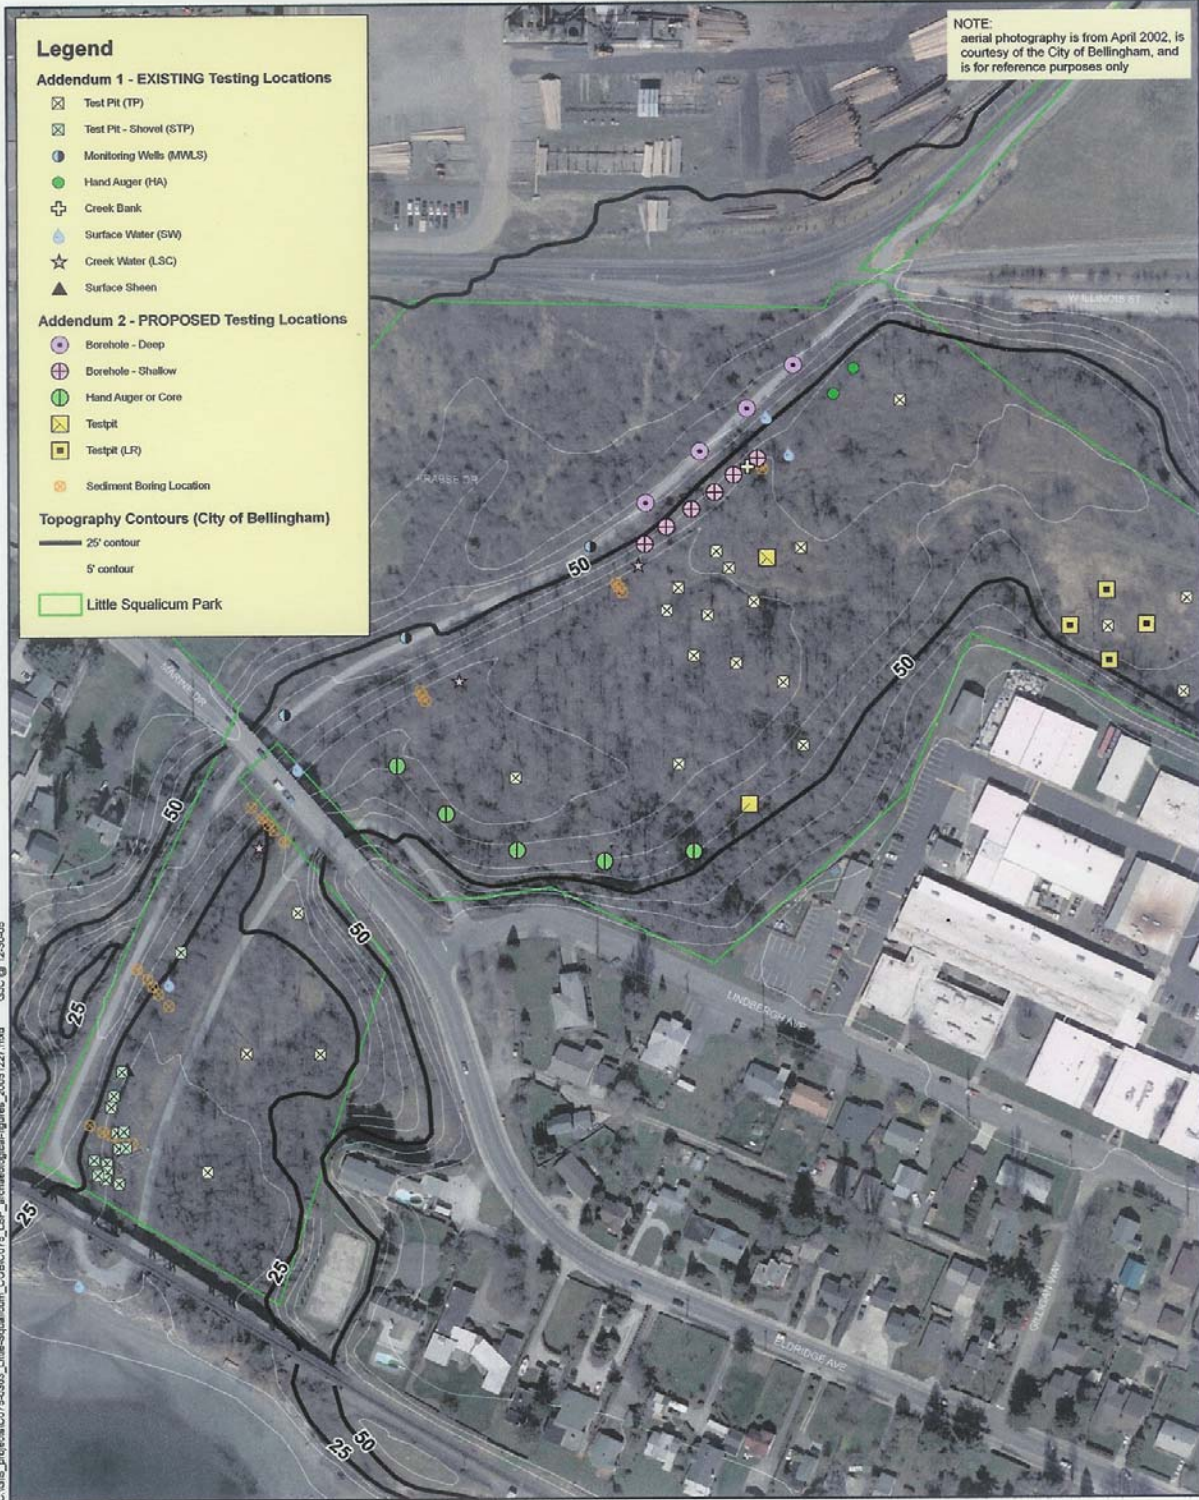 Legend
Addendum 1 - EXISTING Testing Locations
Test Pit (TP)
Test Pit - Shovel (STP)
Monitoring Wells (MWLS)
Hand Auger (HA)
Creek Bank
Surface Water (SW)
Creek Water (LSC)
Surface Sheen
Addendum 2 - PROPOSED Testing Locations
Borehole - Deep
Borehole - Shallow
Hand Auger or Core
Testpit
Testpit (LR)
Sediment Boring Location
Topography Contours (City of Bellingham)
25' contour
5' contour
Little Squalicum Park
NOTE:
aerial photography is from April 2002, is
courtesy of the City of Bellingham, and
is for reference purposes only
W ILLINOIS ST
KRABBE DR
50
50
MARINE DR
50
50
25
LINDBERGH AVE
25
25
ELDRIDGE AVE
50
25